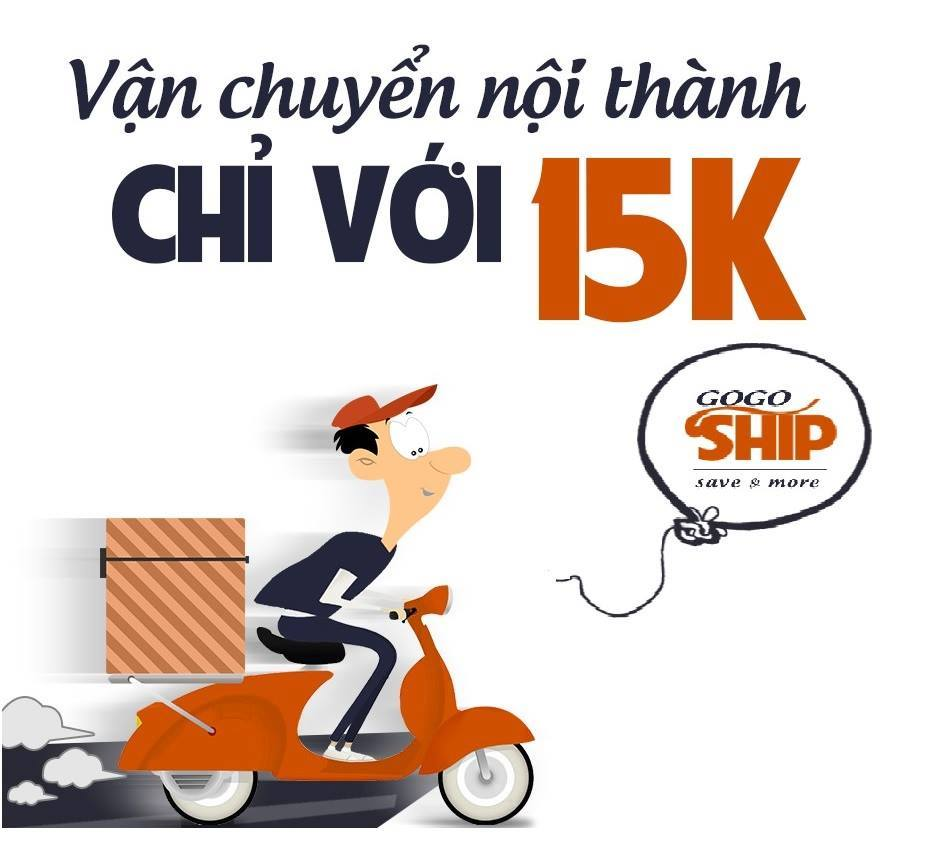 Vận chuyển nội thành
CHỈ VỚI 15K
GOGO
SHIP
save & more